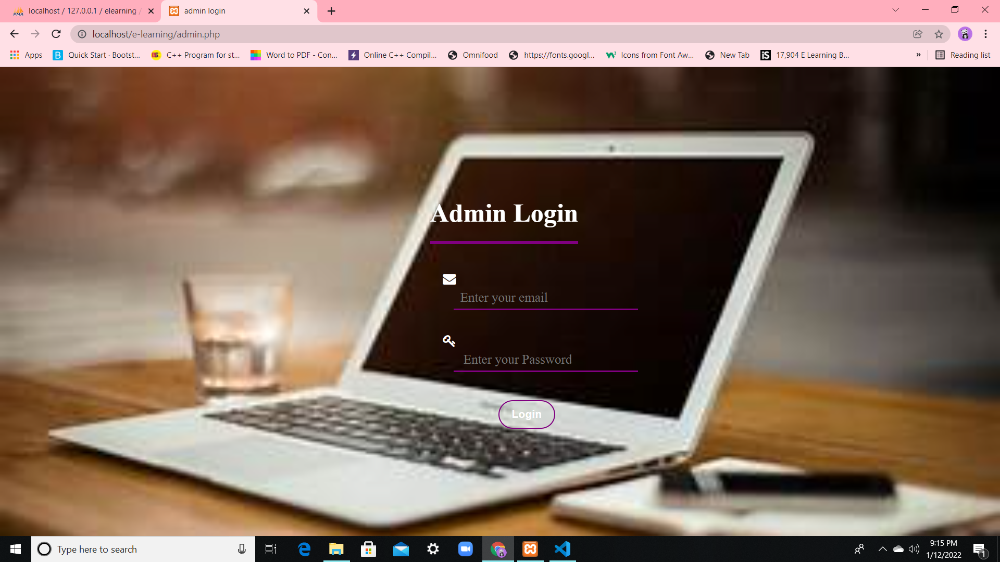 localhost / 127.0.0.1 / elearning /
admin login
localhost/e-learning/admin.php
Apps
Quick Start · Bootst...
C++ Program for st...
Word to PDF - Con...
Online C++ Compil...
Omnifood
https://fonts.googl...
Icons from Font Aw...
New Tab
17,904 E Learning B...
»
Reading list
Admin Login
Enter your email
Enter your Password
Login
Type here to search
9:15 PM
1/12/2022
1